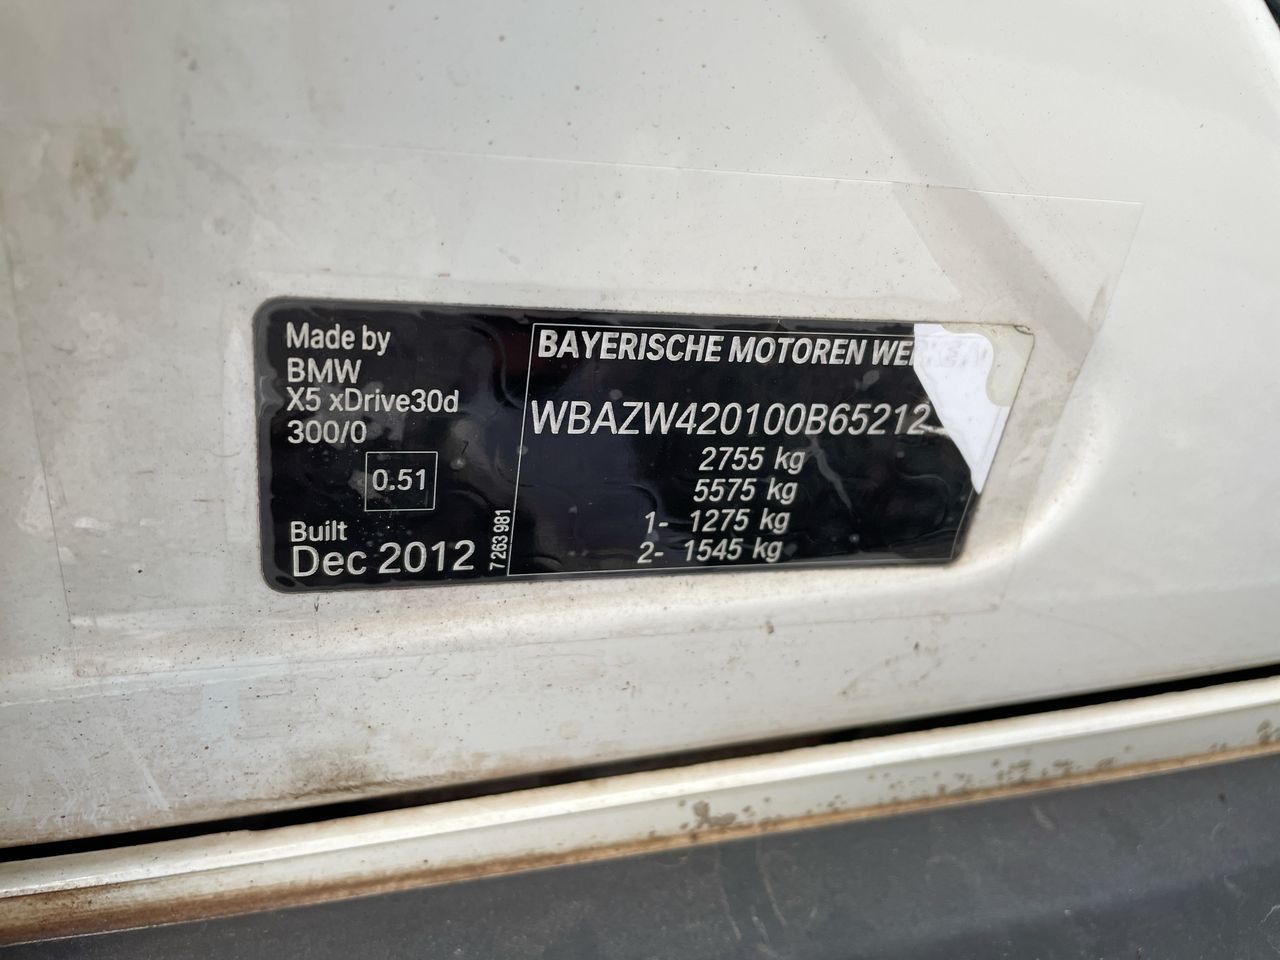 Made by
BMW
X5 xDrive30d
300/0
0.51
Built
Dec 2012
7 263 981
BAYERISCHE MOTOREN WERKEN
WBAZW420100B65212
2755 kg
5575 kg
1- 1275 kg
2- 1545 kg